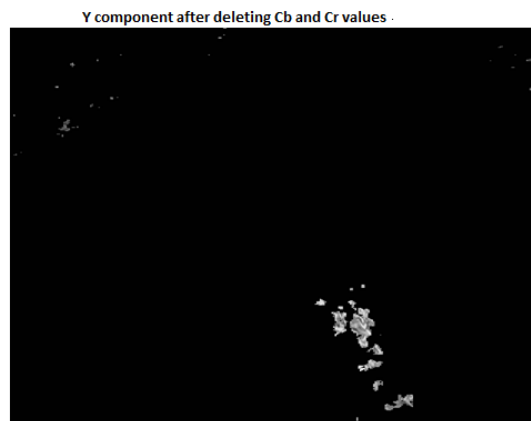 Y component after deleting Cb and Cr values